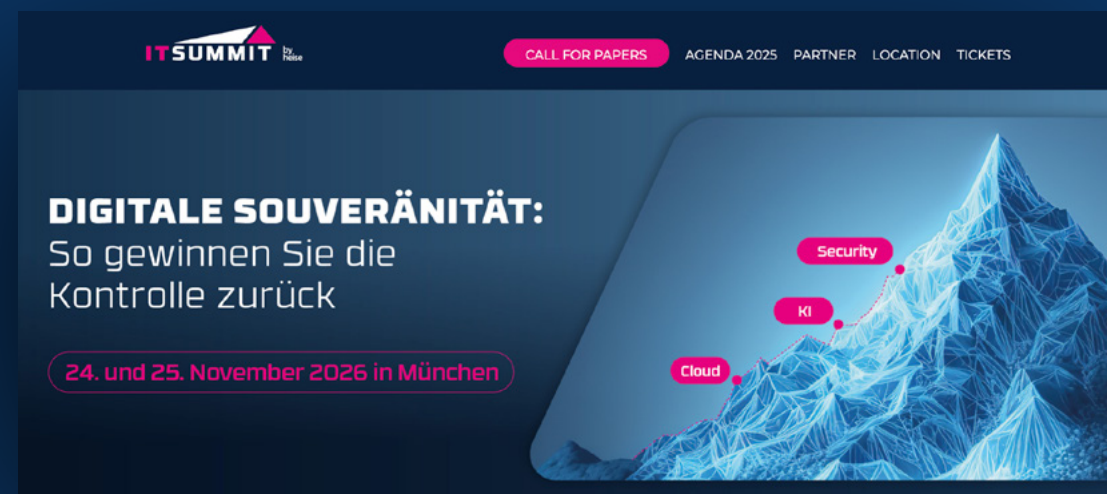 ITSUMMIT by heise
CALL FOR PAPERS AGENDA 2025 PARTNER LOCATION TICKETS
DIGITALE SOUVERÄNITÄT:
So gewinnen Sie die
Kontrolle zurück
24. und 25. November 2026 in München
Security
KI
Cloud